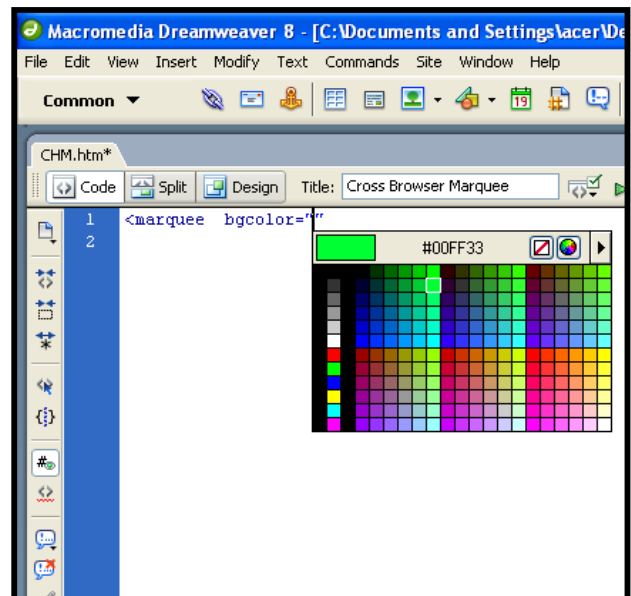 Macromedia Dreamweaver 8 - [C:\Documents and Settings\acer\De
File Edit View Insert Modify Text Commands Site Window Help
Common 19
CHM.htm*
Code Split Design Title: Cross Browser Marquee
1 <marquee bgcolor=""
2
#00FF33